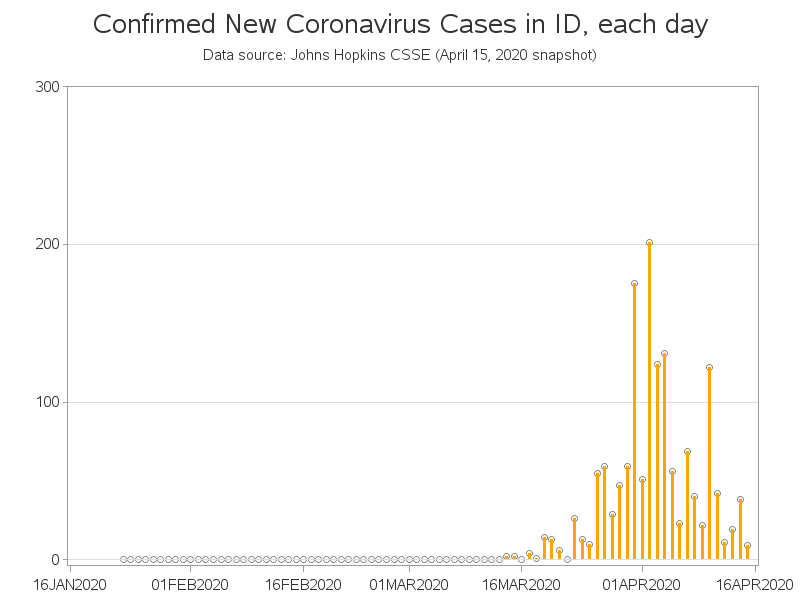 Confirmed New Coronavirus Cases in ID, each day
Data source: Johns Hopkins CSSE (April 15, 2020 snapshot)
300
200
100
0
16JAN2020 01FEB2020 16FEB2020 01MAR2020 16MAR2020 01APR2020 16APR2020